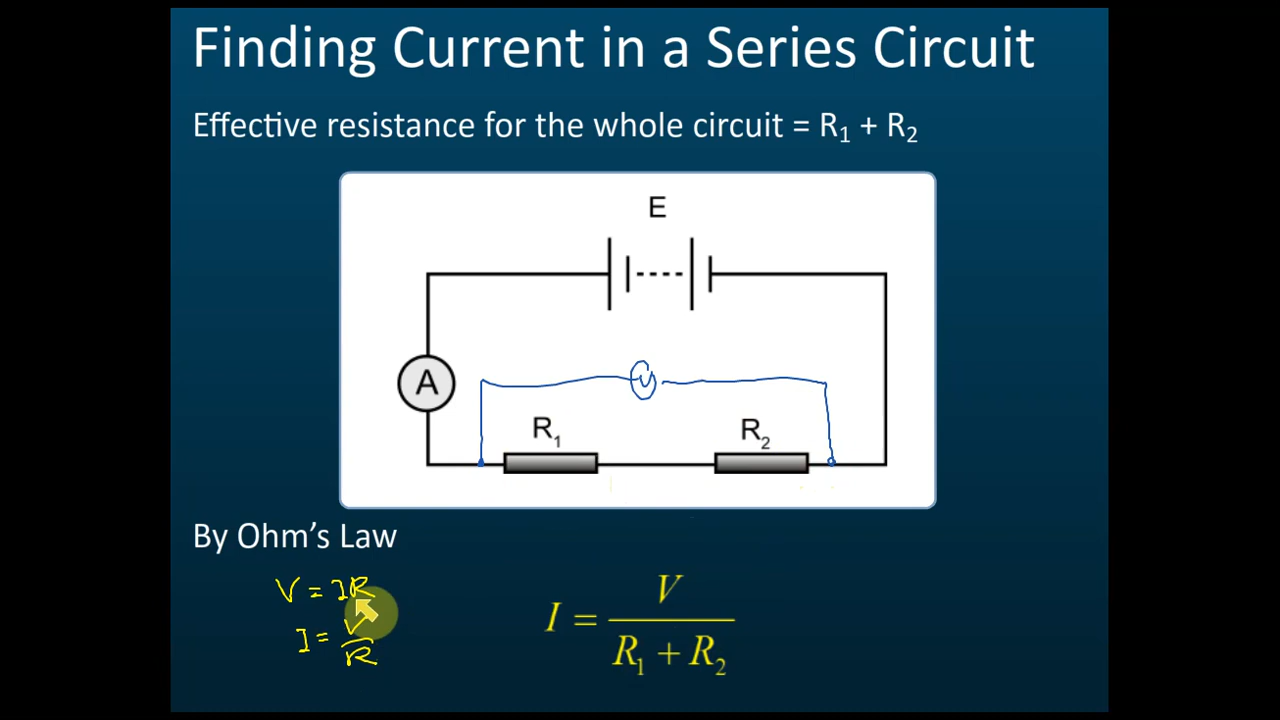 Finding Current in a Series Circuit
Effective resistance for the whole circuit = R₁ + R₂
E
A
V
R₁
R₂
By Ohm’s Law
V = IR
I = V/R
I = V/(R₁ + R₂)